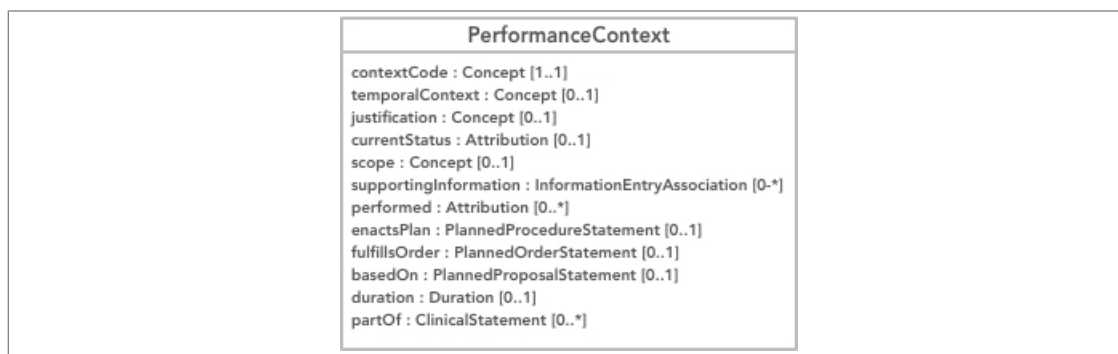 PerformanceContext
contextCode : Concept [1..1]
temporalContext : Concept [0..1]
justification : Concept [0..1]
currentStatus : Attribution [0..1]
scope : Concept [0..1]
supportingInformation : InformationEntryAssociation [0-*]
performed : Attribution [0..*]
enactsPlan : PlannedProcedureStatement [0..1]
fulfillsOrder : PlannedOrderStatement [0..1]
basedOn : PlannedProposalStatement [0..1]
duration : Duration [0..1]
partOf : ClinicalStatement [0..*]